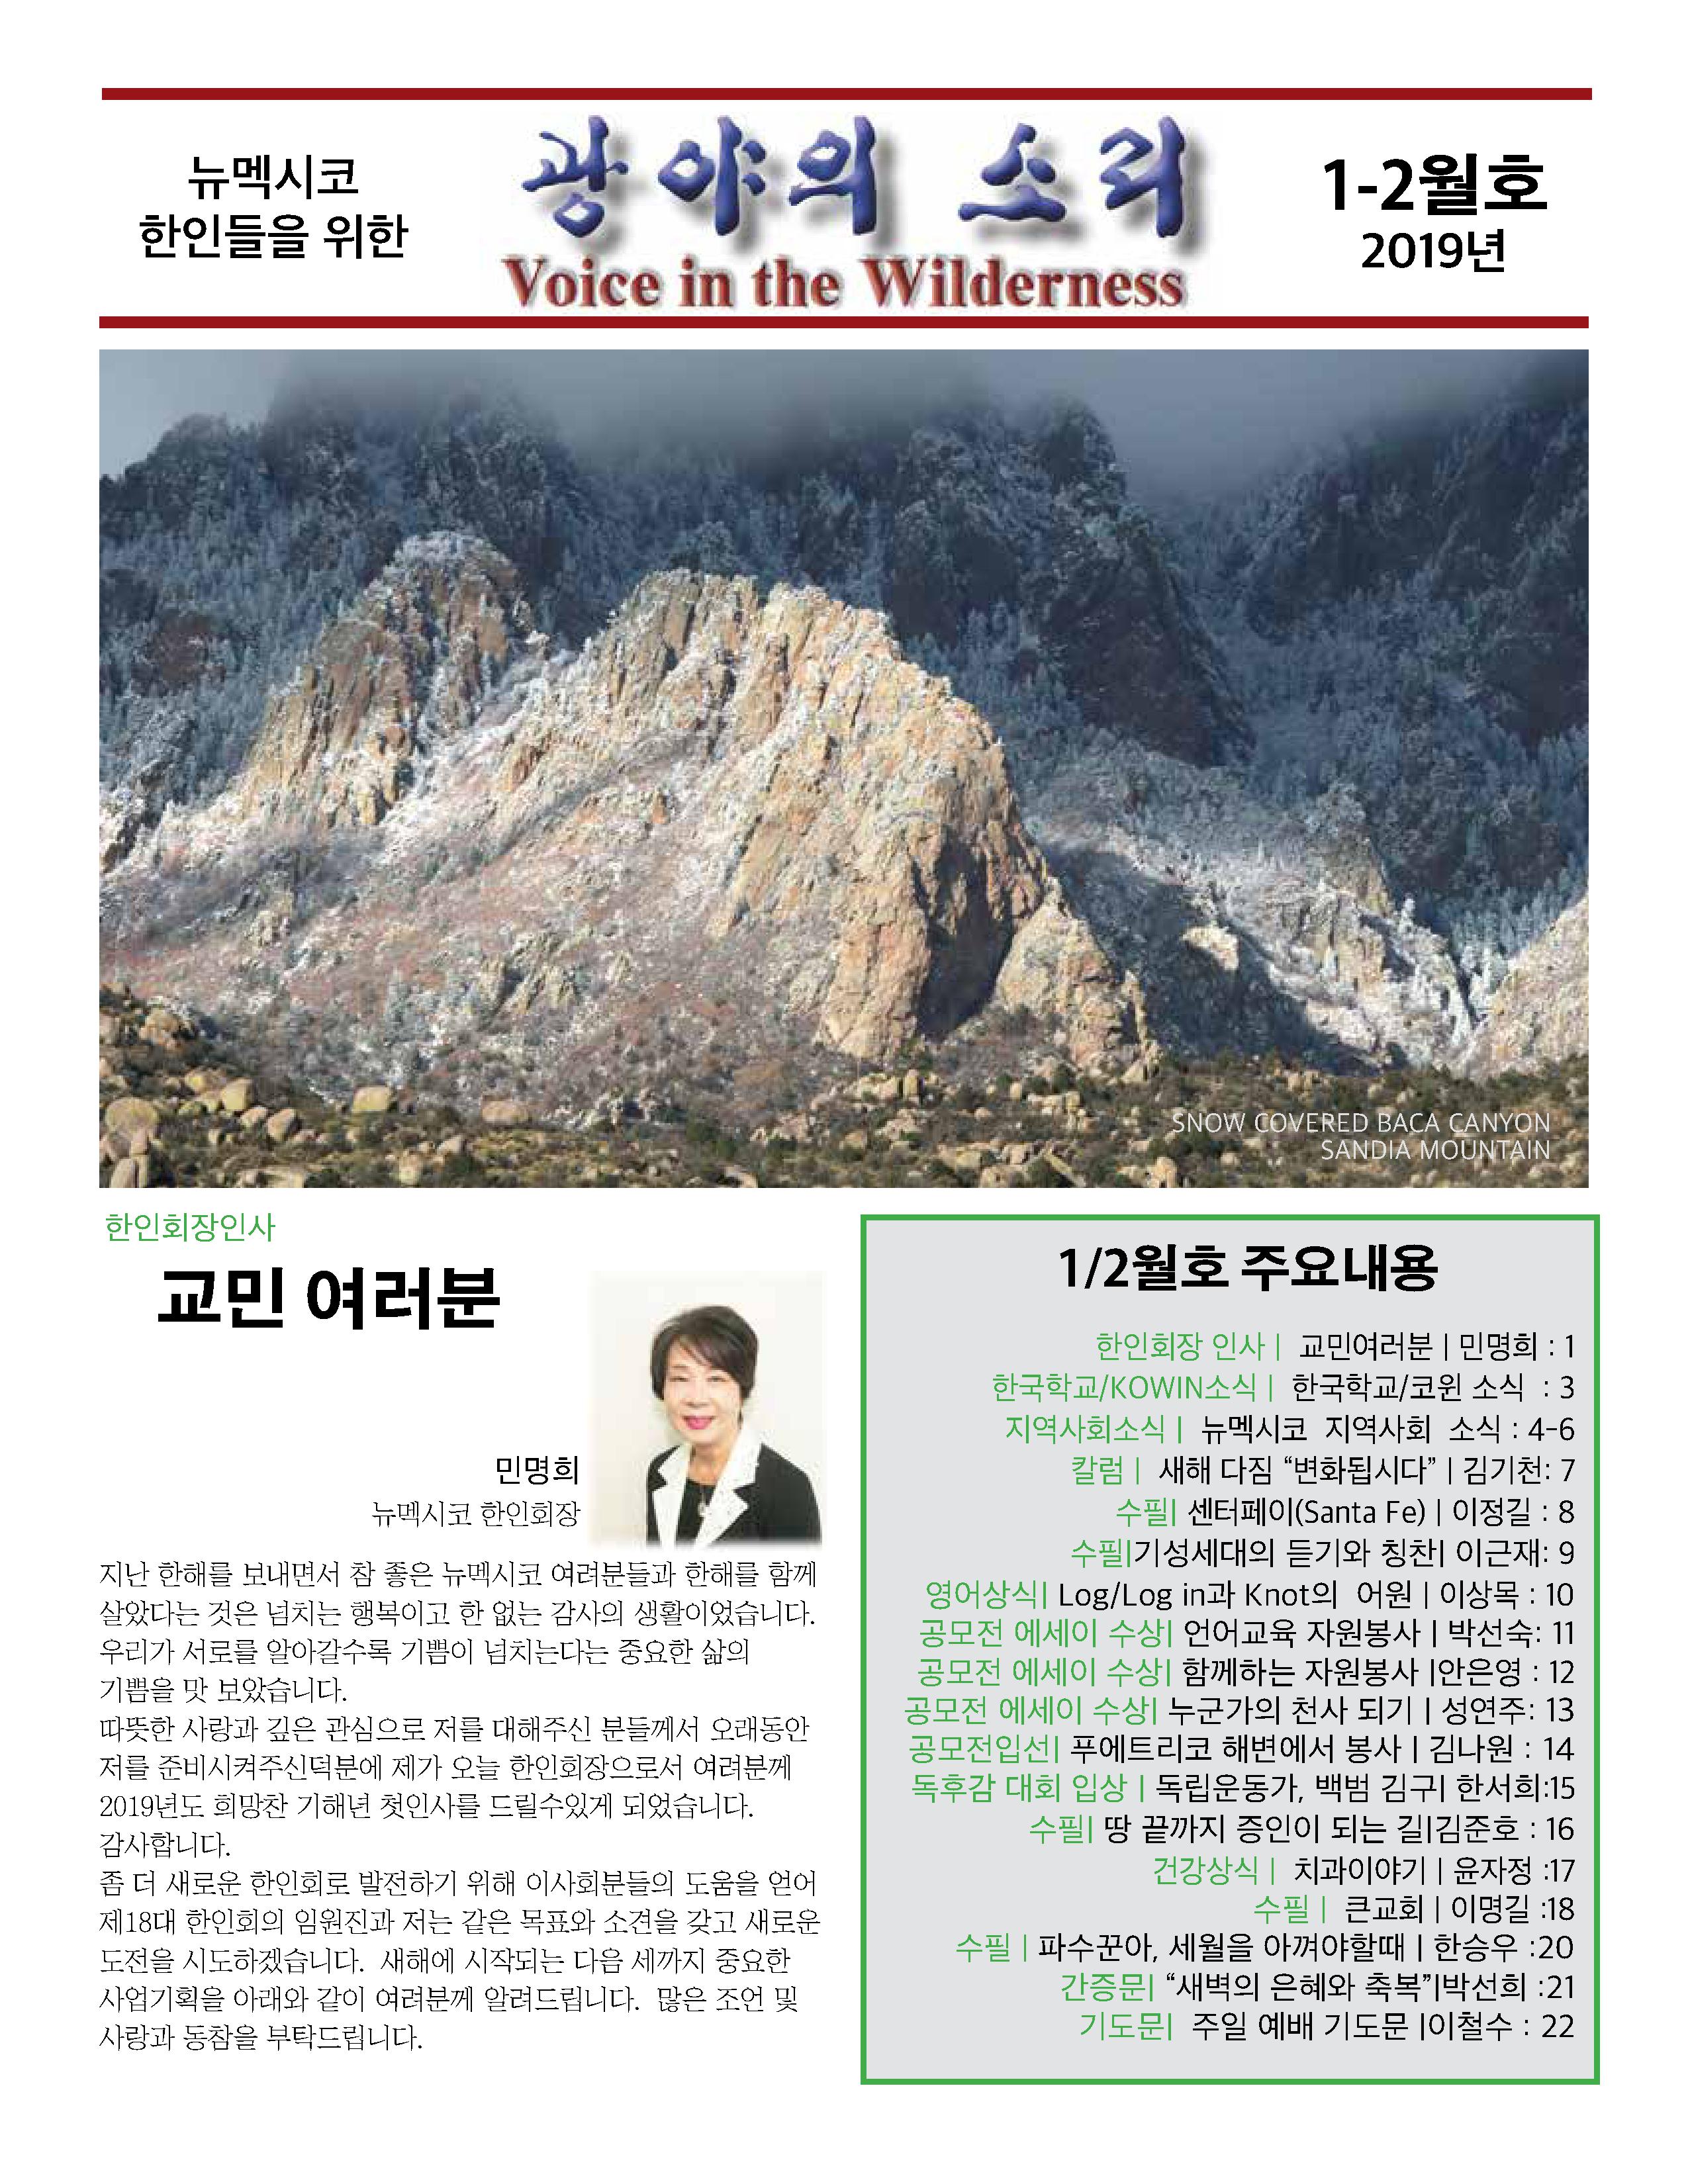 뉴멕시코
한인들을 위한
광야의 소리
Voice in the Wilderness
1-2월호
2019년
SNOW COVERED BACA CANYON
SANDIA MOUNTAIN
한인회장인사
교민 여러분
민명희
뉴멕시코 한인회장
지난 한해를 보내면서 참 좋은 뉴멕시코 여러분들과 한해를 함께
살았다는 것은 넘치는 행복이고 한 없는 감사의 생활이었습니다.
우리가 서로를 알아갈수록 기쁨이 넘치는다는 중요한 삶의
기쁨을 맛 보았습니다.
따뜻한 사랑과 깊은 관심으로 저를 대해주신 분들께서 오래동안
저를 준비시켜주신덕분에 제가 오늘 한인회장으로서 여러분께
2019년도 희망찬 기해년 첫인사를 드릴수있게 되었습니다.
감사합니다.
좀 더 새로운 한인회로 발전하기 위해 이사회분들의 도움을 얻어
제18대 한인회의 임원진과 저는 같은 목표와 소견을 갖고 새로운
도전을 시도하겠습니다. 새해에 시작되는 다음 세까지 중요한
사업기획을 아래와 같이 여러분께 알려드립니다. 많은 조언 및
사랑과 동참을 부탁드립니다.
1/2월호 주요내용
한인회장 인사 | 교민여러분 | 민명희 : 1
한국학교/KOWIN소식 | 한국학교/코윈 소식 : 3
지역사회소식 | 뉴멕시코 지역사회 소식 : 4-6
칼럼 | 새해 다짐 “변화됩시다” | 김기천: 7
수필| 센터페이(Santa Fe) | 이정길 : 8
수필|기성세대의 듣기와 칭찬| 이근재: 9
영어상식| Log/Log in과 Knot의 어원 | 이상목 : 10
공모전 에세이 수상| 언어교육 자원봉사 | 박선숙: 11
공모전 에세이 수상| 함께하는 자원봉사 |안은영 : 12
공모전 에세이 수상| 누군가의 천사 되기 | 성연주: 13
공모전입선| 푸에트리코 해변에서 봉사 | 김나원 : 14
독후감 대회 입상 | 독립운동가, 백범 김구| 한서희:15
수필| 땅 끝까지 증인이 되는 길|김준호 : 16
건강상식 | 치과이야기 | 윤자정 :17
수필 | 큰교회 | 이명길 :18
수필 | 파수꾼아, 세월을 아껴야할때 | 한승우 :20
간증문| “새벽의 은혜와 축복”|박선희 :21
기도문| 주일 예배 기도문 |이철수 : 22